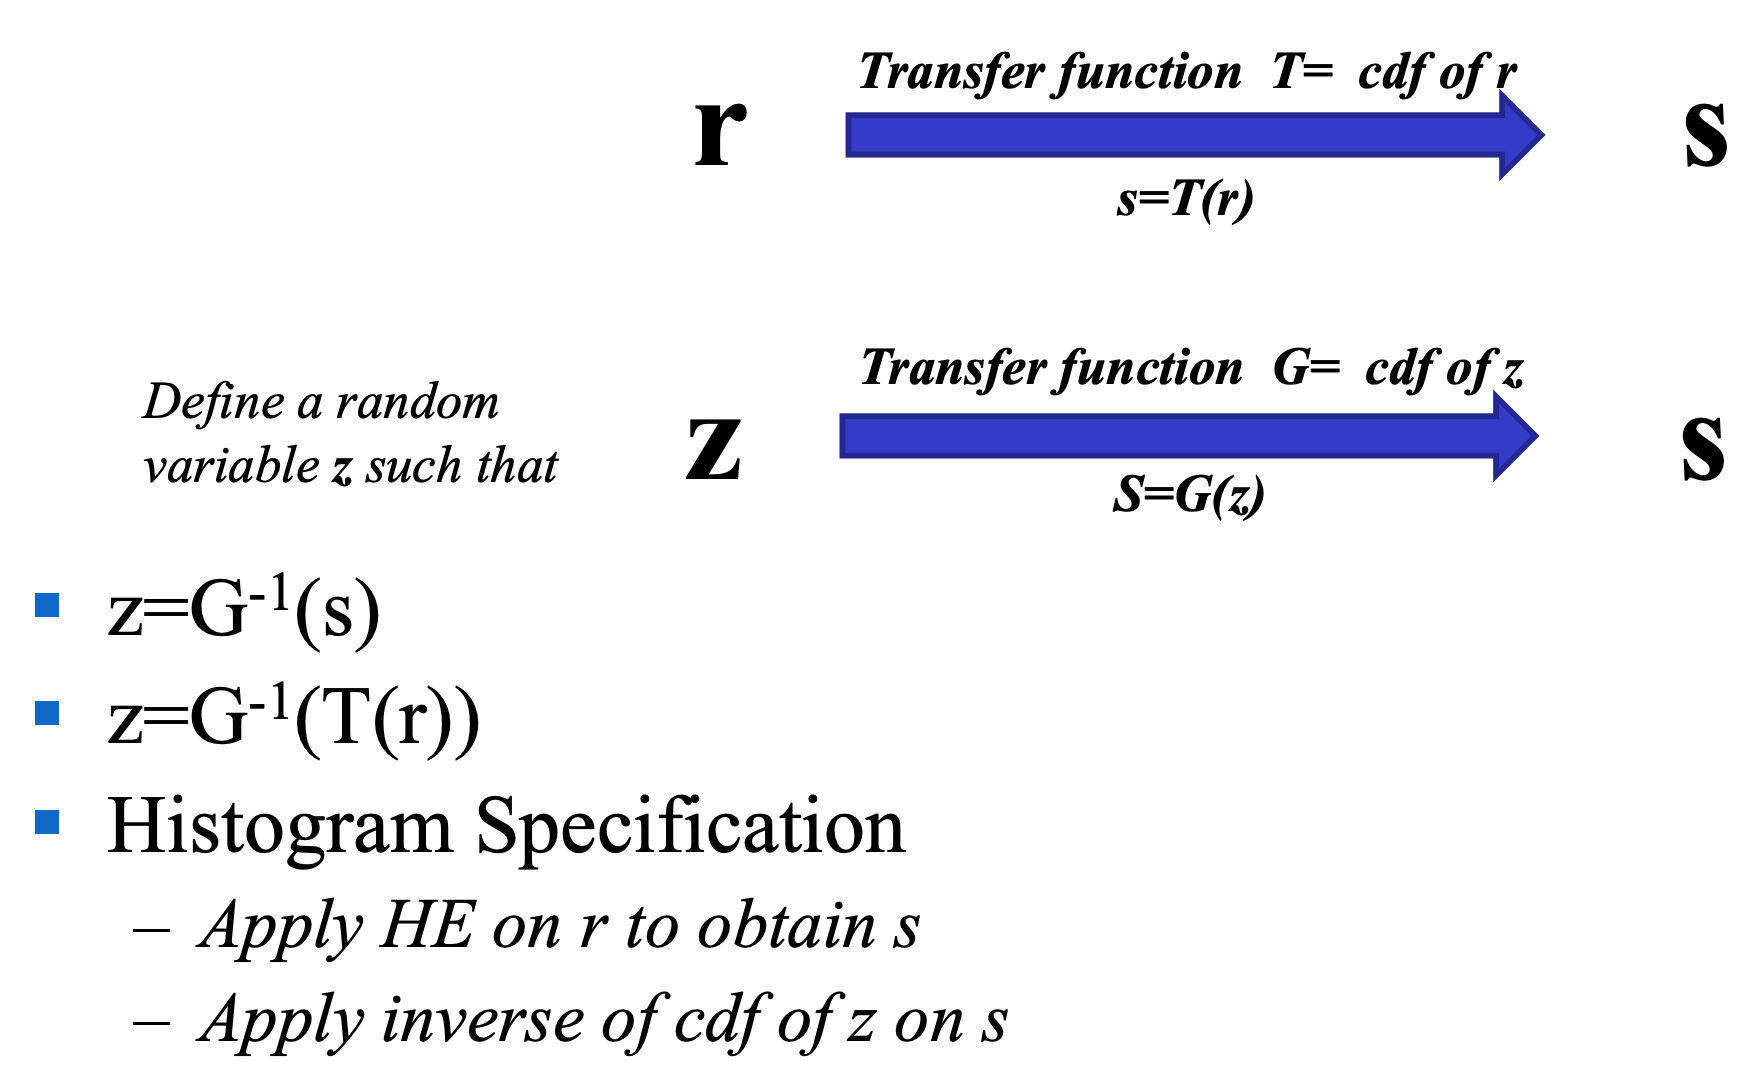 Transfer function T= cdf of r
r
s
s=T(r)
Transfer function G= cdf of z
Define a random
variable z such that
z
s
S=G(z)
z=G⁻¹(s)
z=G⁻¹(T(r))
Histogram Specification
– Apply HE on r to obtain s
– Apply inverse of cdf of z on s